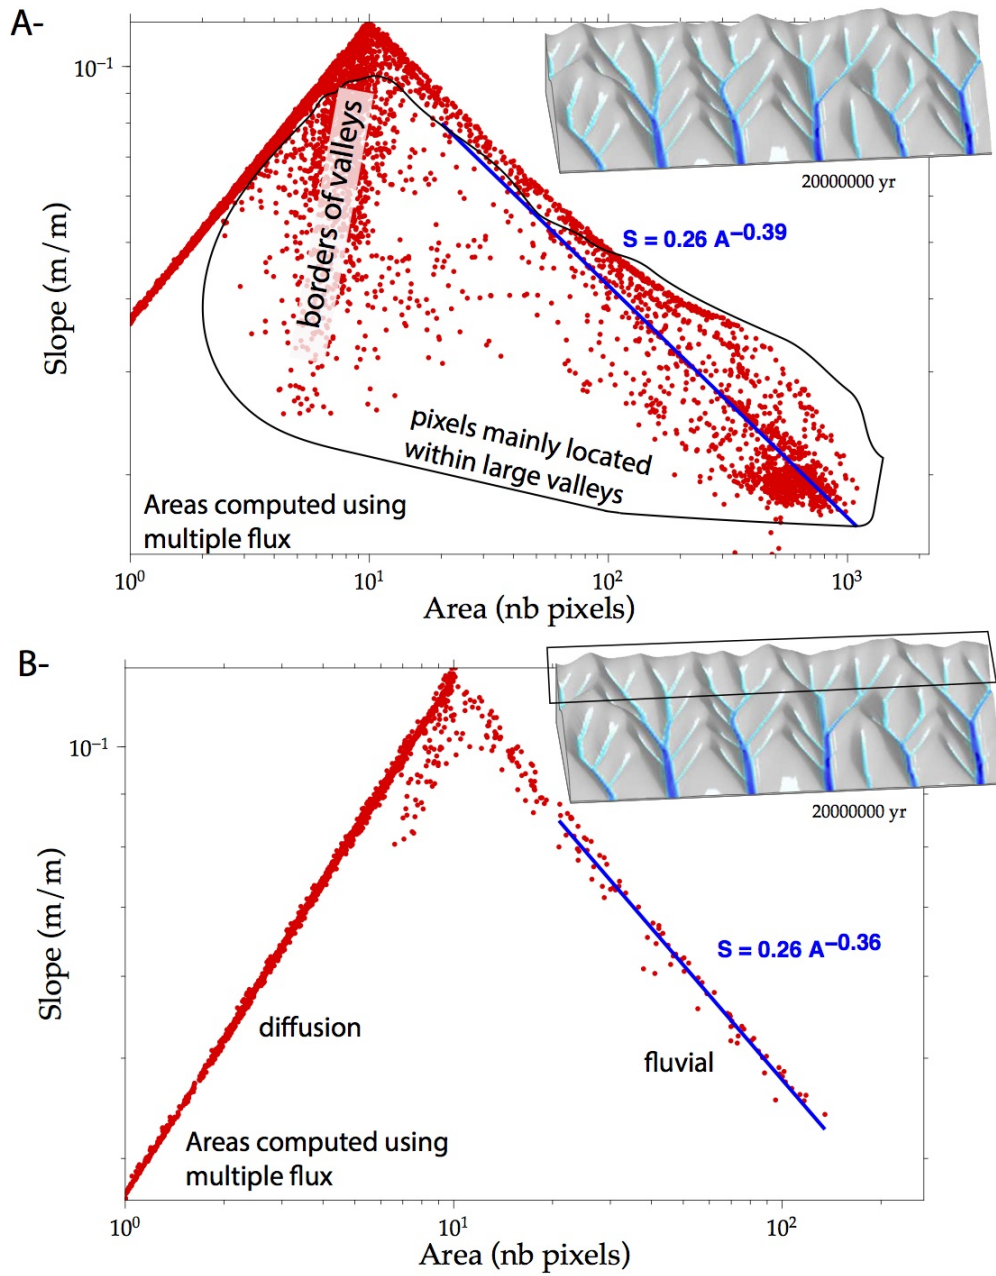 A-
10⁻¹
Slope (m/m)
borders of valleys
20000000 yr
S = 0.26 A⁻⁰·³⁹
pixels mainly located
within large valleys
Areas computed using
multiple flux
10⁰ 10¹ 10² 10³
Area (nb pixels)
B-
10⁻¹
Slope (m/m)
20000000 yr
S = 0.26 A⁻⁰·³⁶
diffusion
fluvial
Areas computed using
multiple flux
10⁰ 10¹ 10²
Area (nb pixels)